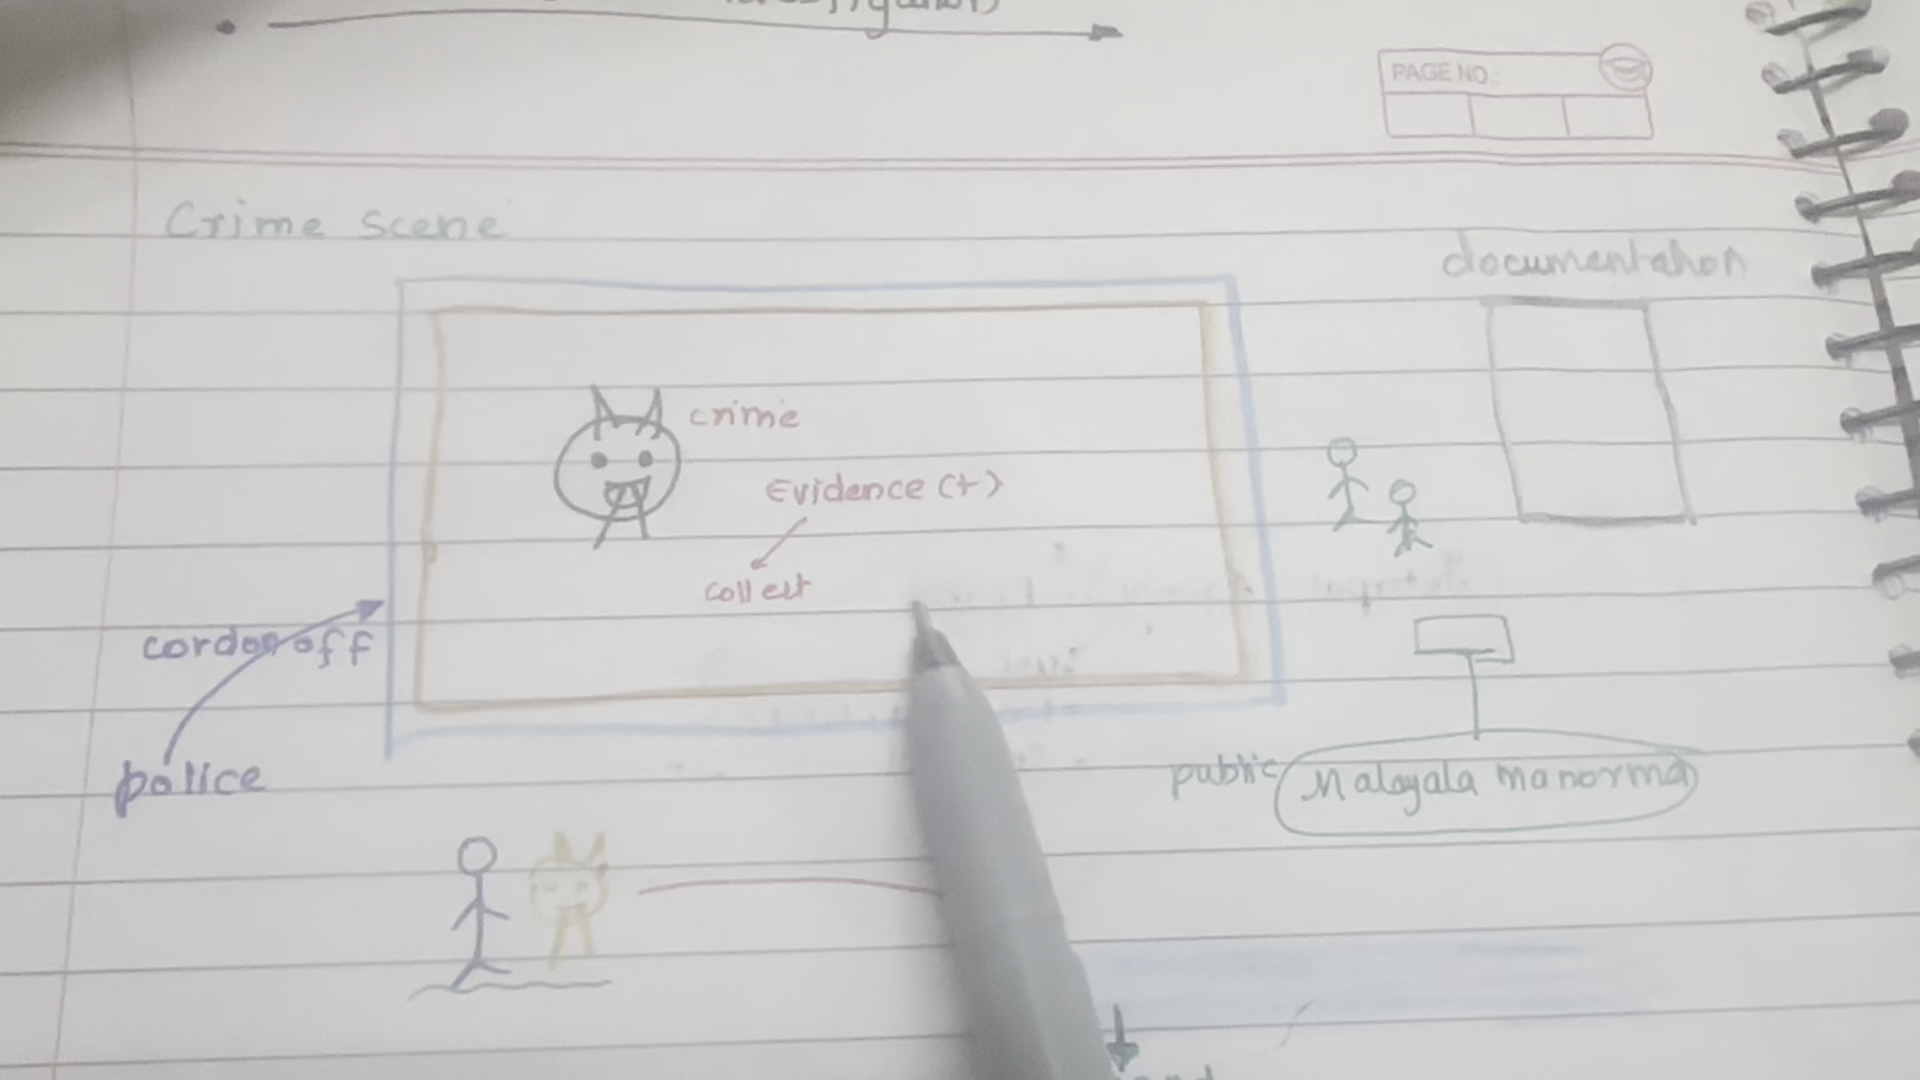 PAGE NO.:
Crime scene
documentation
crime
Evidence (+)
collect
cordon off
police
public Malayala manorma